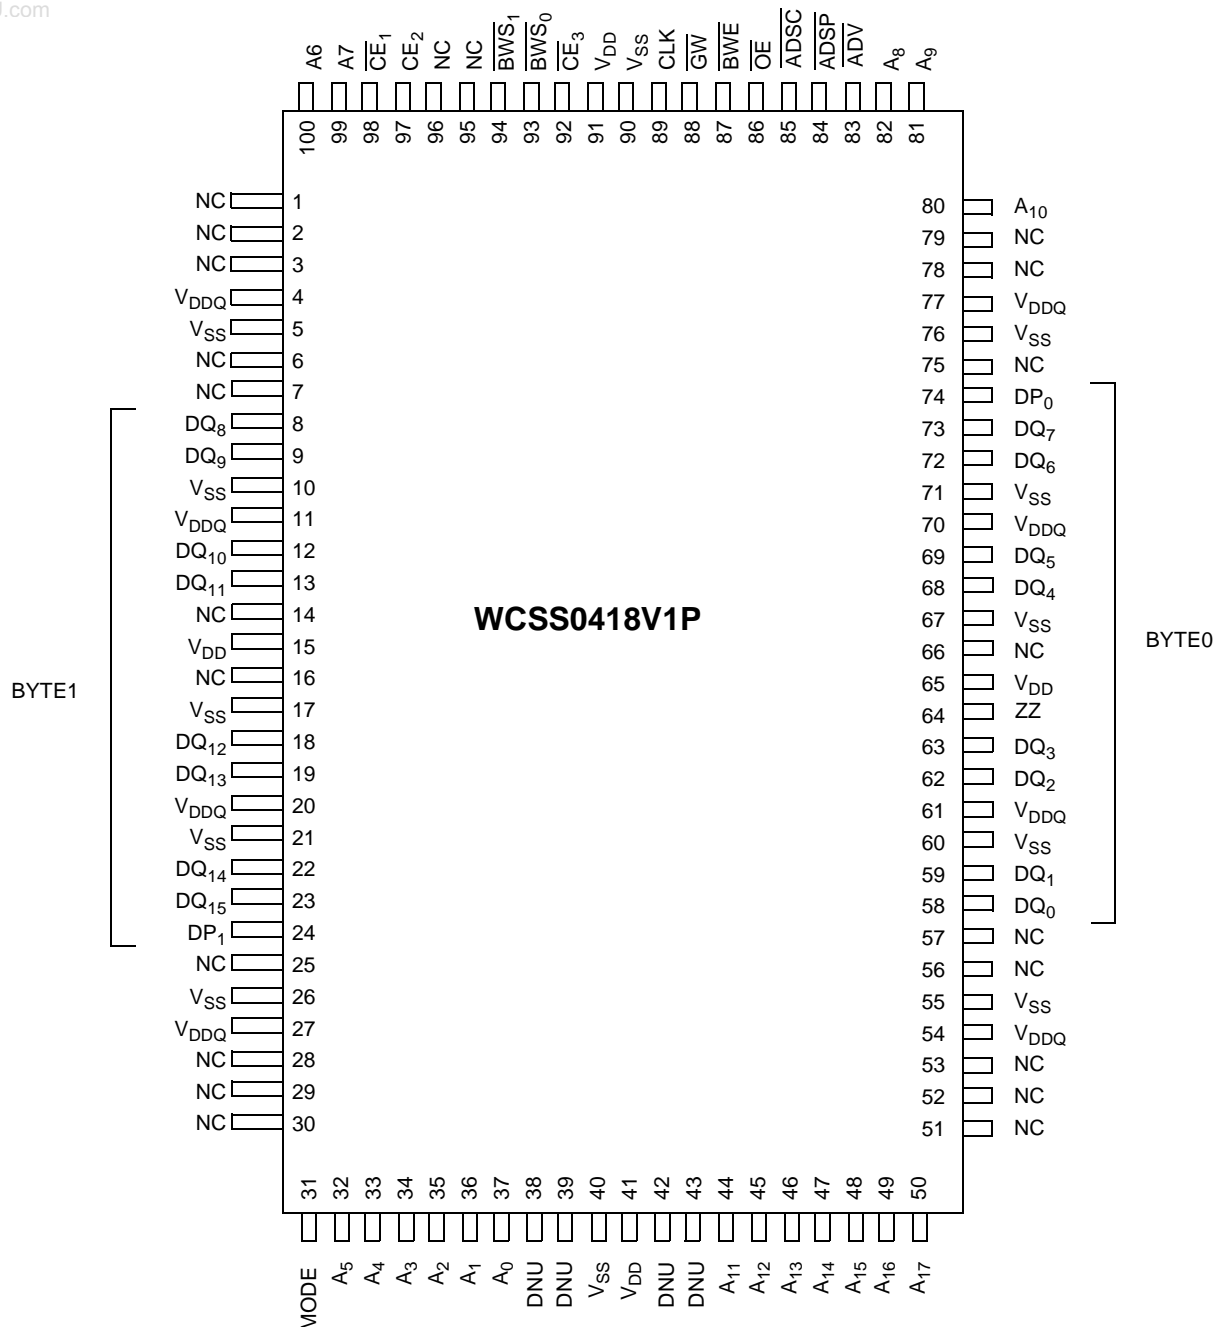 J.com
A6 A7 CE1 CE2 NC NC BWS1 BWS0 CE3 VDD VSS CLK GW BWE OE ADSC ADSP ADV A8 A9
100 99 98 97 96 95 94 93 92 91 90 89 88 87 86 85 84 83 82 81
NC 1 80 A10
NC 2 79 NC
NC 3 78 NC
VDDQ 4 77 VDDQ
VSS 5 76 VSS
NC 6 75 NC
NC 7 74 DP0
DQ8 8 73 DQ7
DQ9 9 72 DQ6
VSS 10 71 VSS
VDDQ 11 70 VDDQ
DQ10 12 69 DQ5
DQ11 13 68 DQ4
NC 14 67 VSS
WCSS0418V1P
VDD 15 66 NC
BYTE0
NC 16 65 VDD
BYTE1
VSS 17 64 ZZ
DQ12 18 63 DQ3
DQ13 19 62 DQ2
VDDQ 20 61 VDDQ
VSS 21 60 VSS
DQ14 22 59 DQ1
DQ15 23 58 DQ0
DP1 24 57 NC
NC 25 56 NC
VSS 26 55 VSS
VDDQ 27 54 VDDQ
NC 28 53 NC
NC 29 52 NC
NC 30 51 NC
31 32 33 34 35 36 37 38 39 40 41 42 43 44 45 46 47 48 49 50
MODE A5 A4 A3 A2 A1 A0 DNU DNU VSS VDD DNU DNU A11 A12 A13 A14 A15 A16 A17